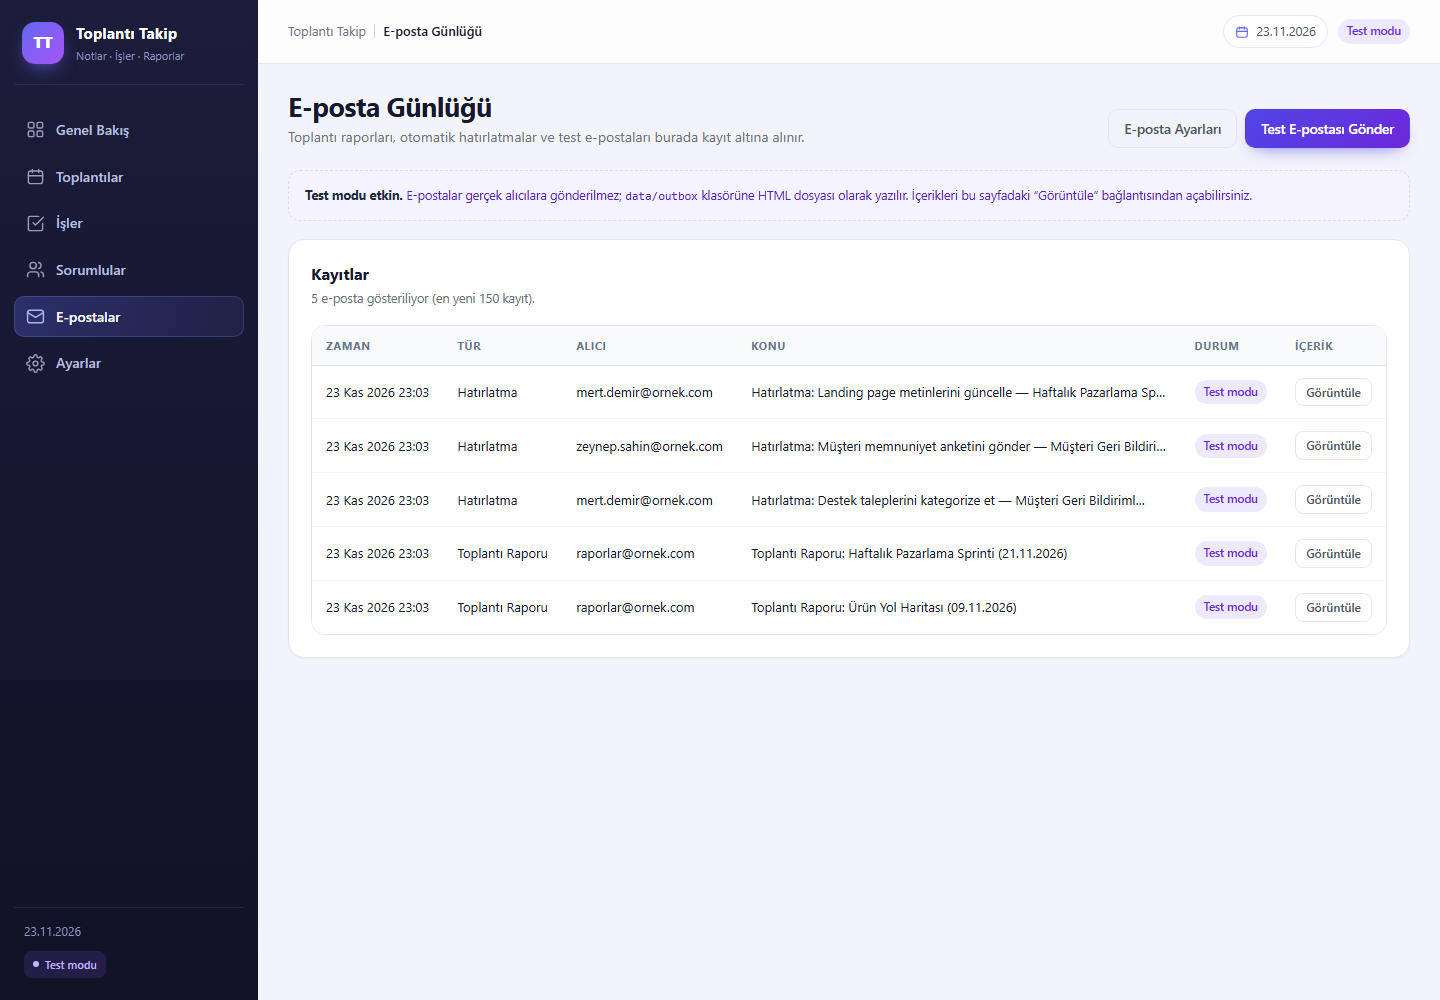 TT
Toplantı Takip
Notlar · İşler · Raporlar
Genel Bakış
Toplantılar
İşler
Sorumlular
E-postalar
Ayarlar
23.11.2026
Test modu
Toplantı Takip | E-posta Günlüğü
23.11.2026
Test modu
E-posta Günlüğü
Toplantı raporları, otomatik hatırlatmalar ve test e-postaları burada kayıt altına alınır.
E-posta Ayarları
Test E-postası Gönder
Test modu etkin. E-postalar gerçek alıcılara gönderilmez; data/outbox klasörüne HTML dosyası olarak yazılır. İçerikleri bu sayfadaki “Görüntüle” bağlantısından açabilirsiniz.
Kayıtlar
5 e-posta gösteriliyor (en yeni 150 kayıt).
ZAMAN TÜR ALICI KONU DURUM İÇERİK
23 Kas 2026 23:03 Hatırlatma mert.demir@ornek.com Hatırlatma: Landing page metinlerini güncelle — Haftalık Pazarlama Sp... Test modu Görüntüle
23 Kas 2026 23:03 Hatırlatma zeynep.sahin@ornek.com Hatırlatma: Müşteri memnuniyet anketini gönder — Müşteri Geri Bildiri... Test modu Görüntüle
23 Kas 2026 23:03 Hatırlatma mert.demir@ornek.com Hatırlatma: Destek taleplerini kategorize et — Müşteri Geri Bildiriml... Test modu Görüntüle
23 Kas 2026 23:03 Toplantı Raporu raporlar@ornek.com Toplantı Raporu: Haftalık Pazarlama Sprinti (21.11.2026) Test modu Görüntüle
23 Kas 2026 23:03 Toplantı Raporu raporlar@ornek.com Toplantı Raporu: Ürün Yol Haritası (09.11.2026) Test modu Görüntüle